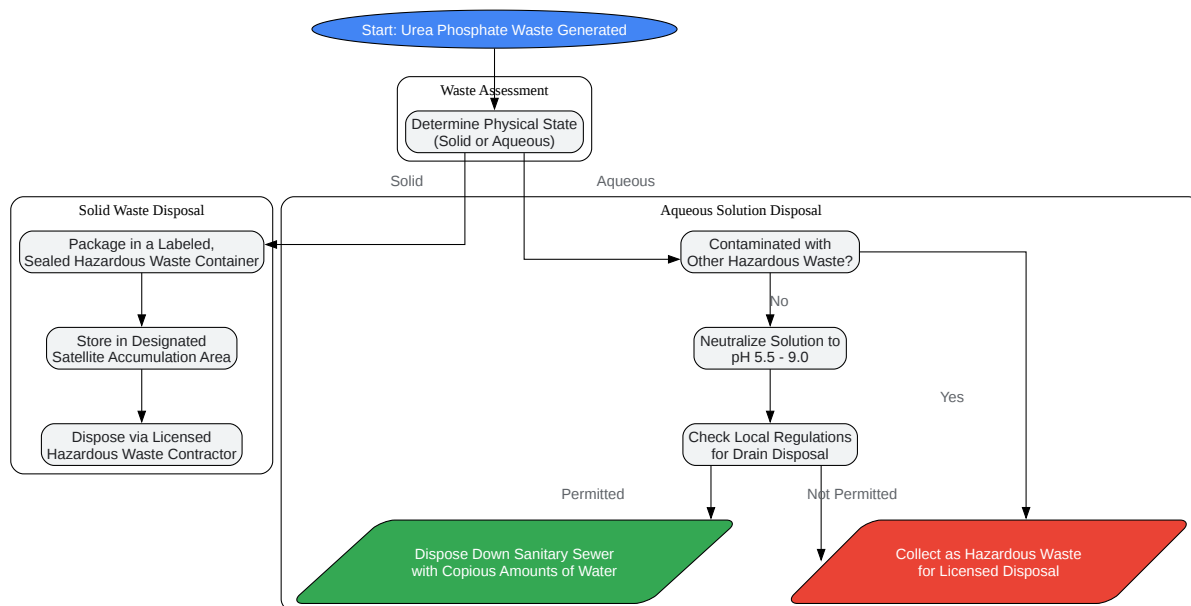 Start: Urea Phosphate Waste Generated
Waste Assessment
Determine Physical State
(Solid or Aqueous)
Solid
Aqueous
Solid Waste Disposal
Package in a Labeled,
Sealed Hazardous Waste Container
Store in Designated
Satellite Accumulation Area
Dispose via Licensed
Hazardous Waste Contractor
Aqueous Solution Disposal
Contaminated with
Other Hazardous Waste?
No
Neutralize Solution to
pH 5.5 - 9.0
Yes
Check Local Regulations
for Drain Disposal
Permitted
Not Permitted
Dispose Down Sanitary Sewer
with Copious Amounts of Water
Collect as Hazardous Waste
for Licensed Disposal